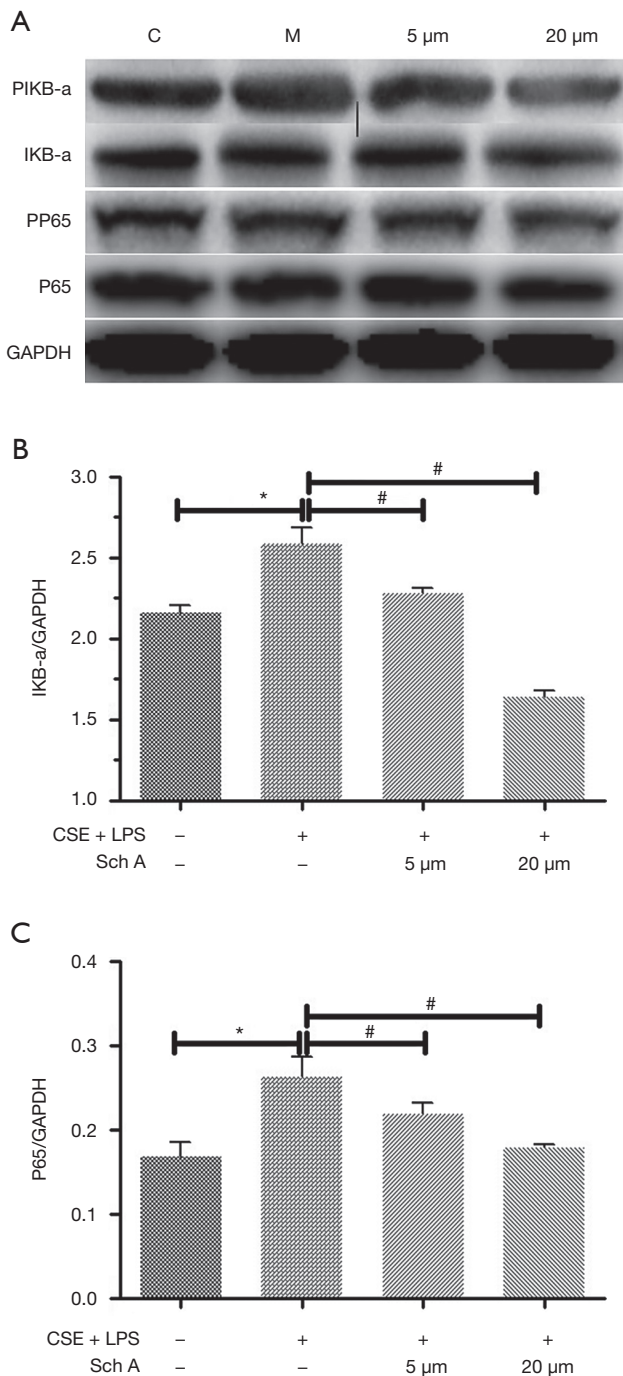 A
C M 5 µm 20 µm
PIKB-a
IKB-a
PP65
P65
GAPDH
B
IKB-a/GAPDH
3.0
2.5
2.0
1.5
1.0
* # #
CSE + LPS – + + +
Sch A – – 5 µm 20 µm
C
P65/GAPDH
0.4
0.3
0.2
0.1
0.0
* # #
CSE + LPS – + + +
Sch A – – 5 µm 20 µm